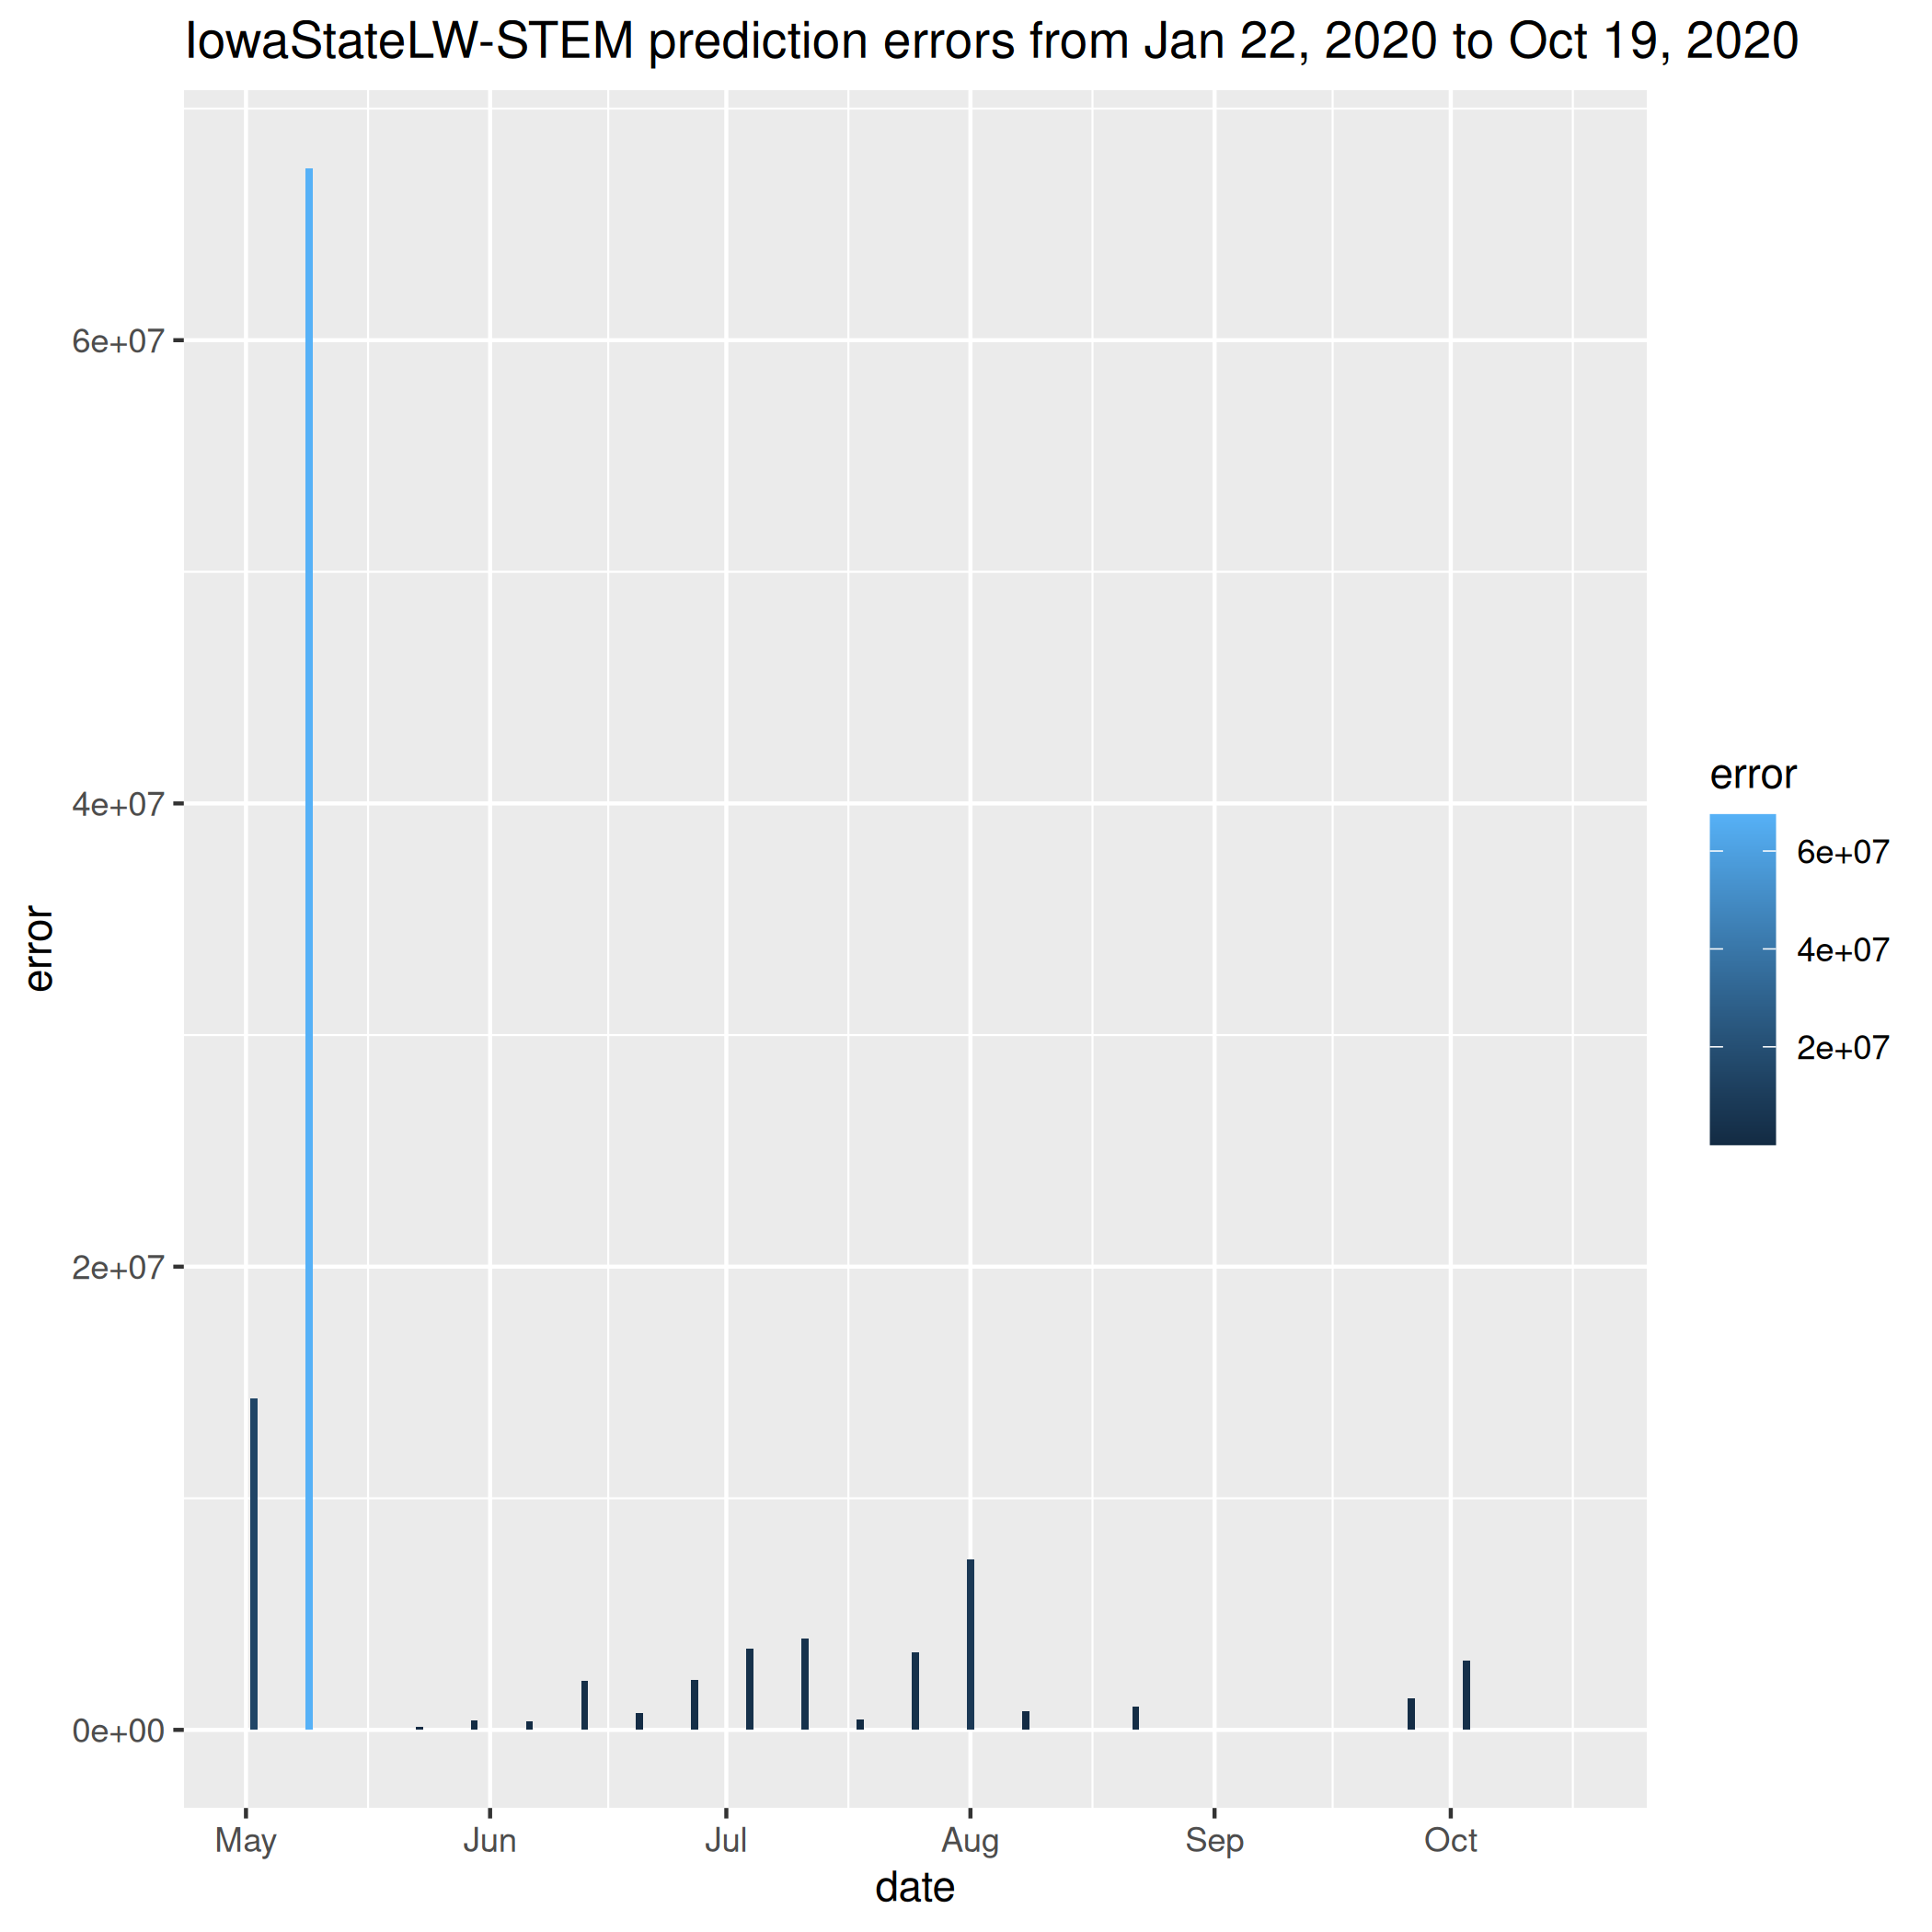 IowaStateLW-STEM prediction errors from Jan 22, 2020 to Oct 19, 2020
6e+07
4e+07
2e+07
0e+00
error
May Jun Jul Aug Sep Oct
date
error
6e+07
4e+07
2e+07